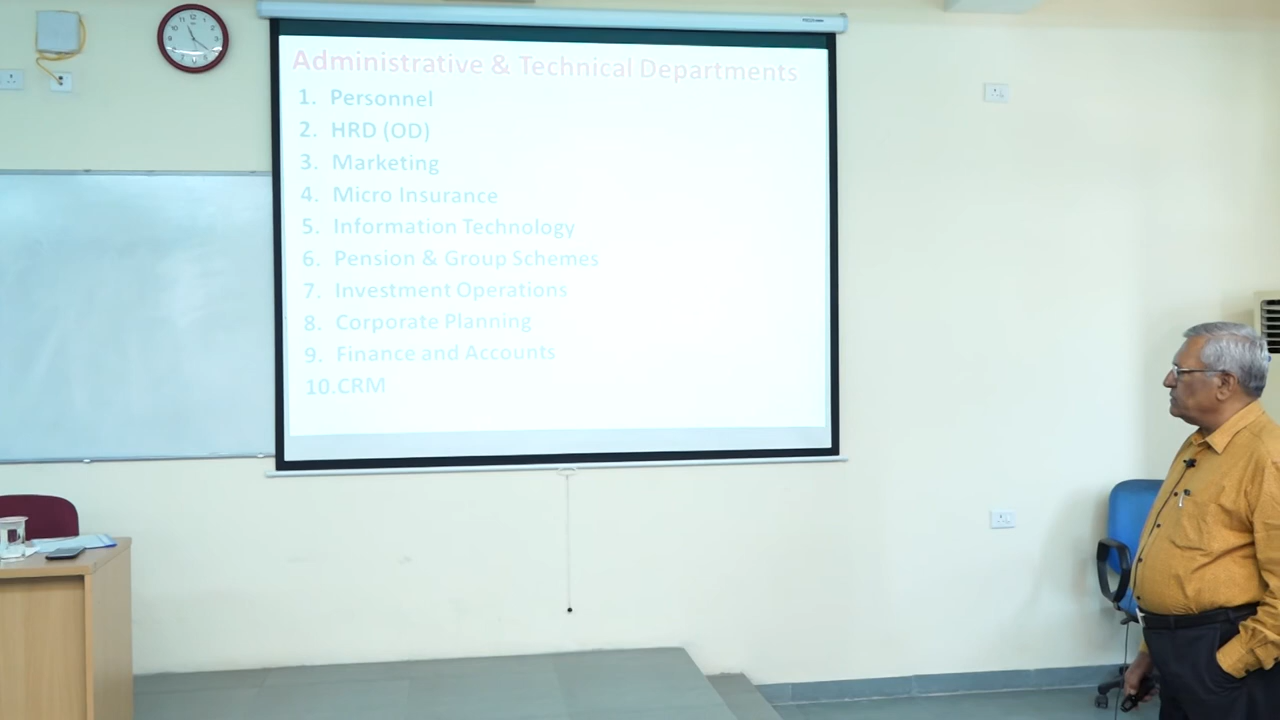 Administrative & Technical Departments
1. Personnel
2. HRD (OD)
3. Marketing
4. Micro Insurance
5. Information Technology
6. Pension & Group Schemes
7. Investment Operations
8. Corporate Planning
9. Finance and Accounts
10.CRM